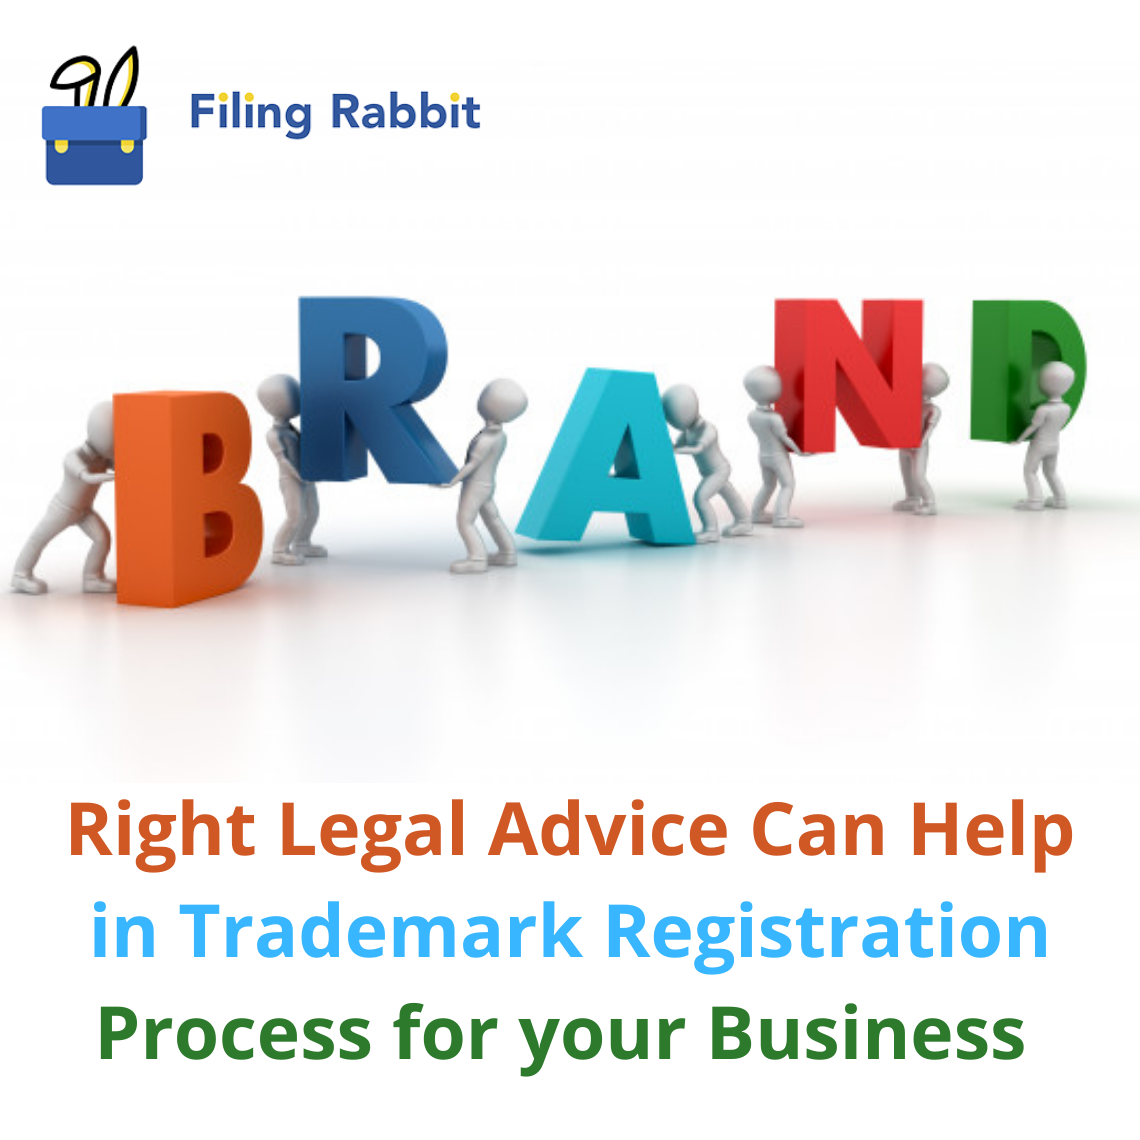 Filing Rabbit
BRAND
Right Legal Advice Can Help
in Trademark Registration
Process for your Business